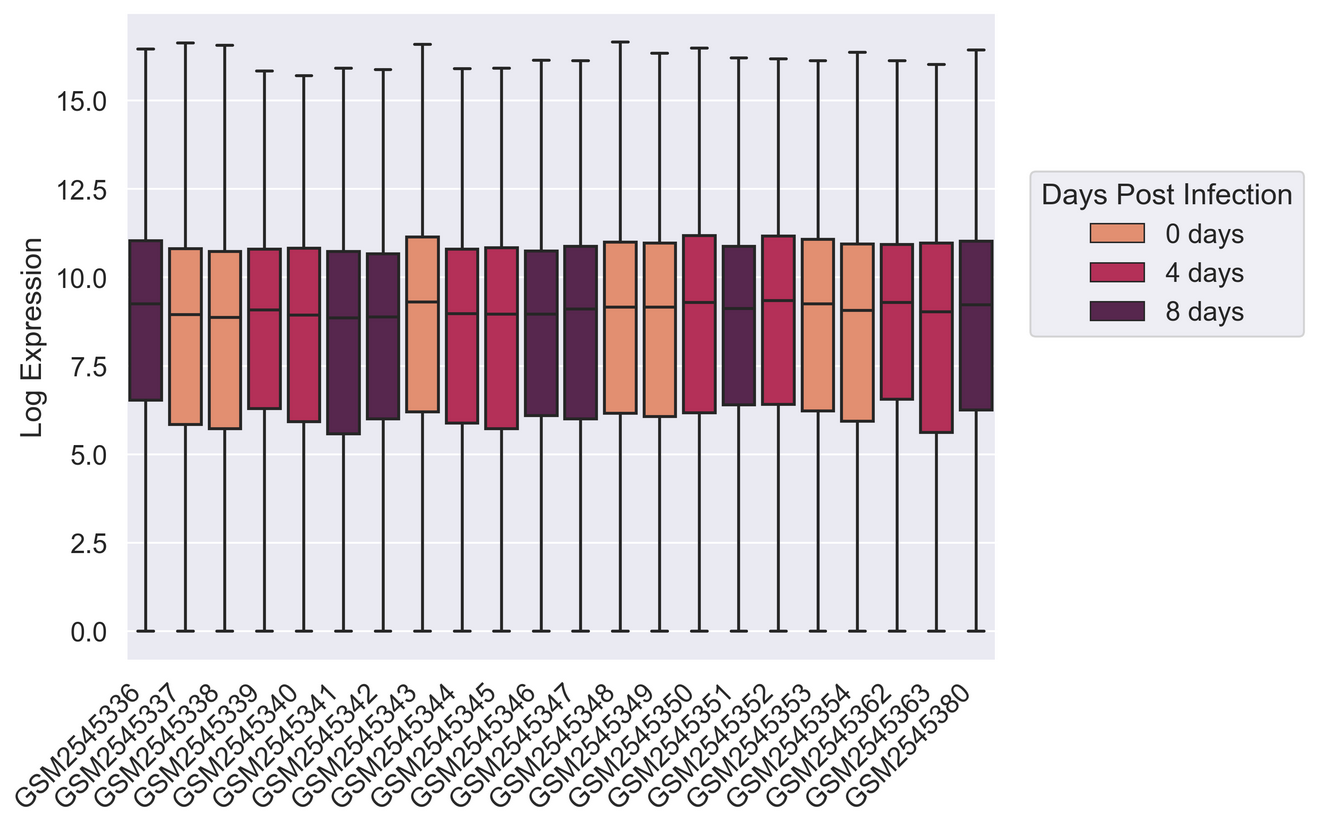 Log Expression
15.0
12.5
10.0
7.5
5.0
2.5
0.0
GSM2545336
GSM2545337
GSM2545338
GSM2545339
GSM2545340
GSM2545341
GSM2545342
GSM2545343
GSM2545344
GSM2545345
GSM2545346
GSM2545347
GSM2545348
GSM2545349
GSM2545350
GSM2545351
GSM2545352
GSM2545353
GSM2545354
GSM2545362
GSM2545363
GSM2545380
Days Post Infection
0 days
4 days
8 days